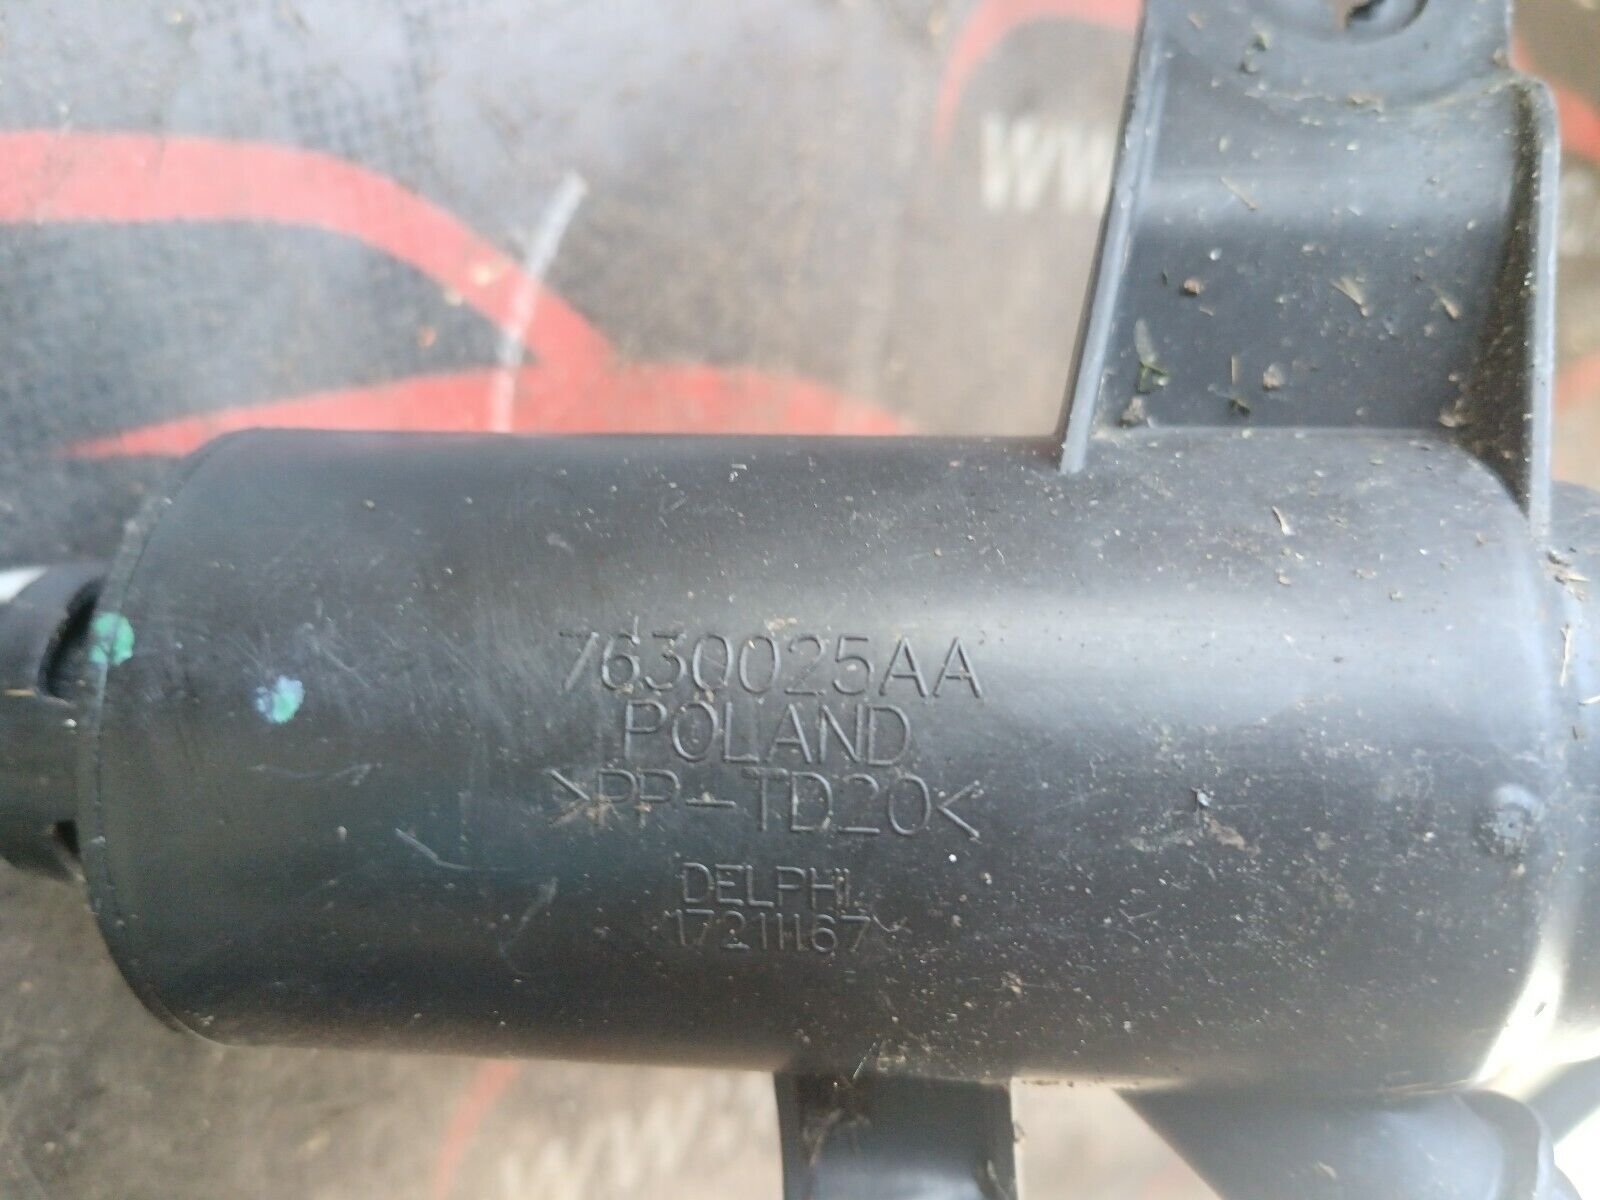 7630025AA
POLAND
>PP-TD20<
DELPHI
17211167